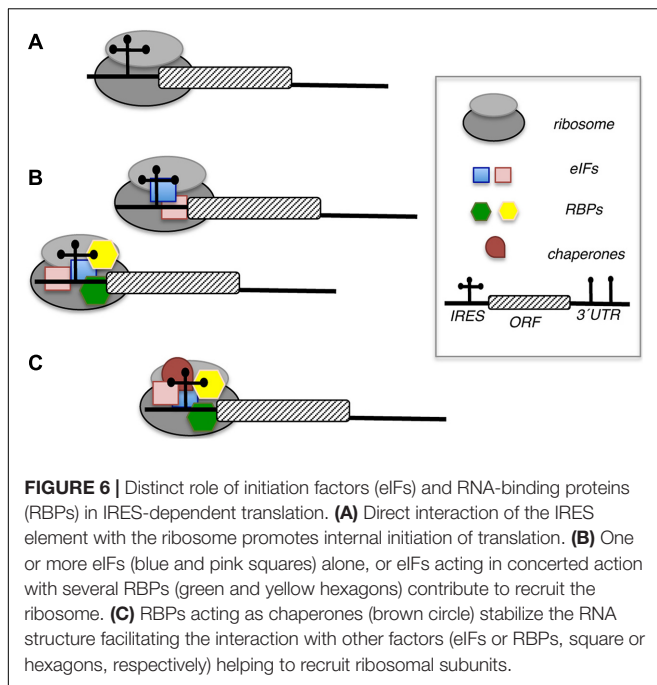 A
B
C
ribosome
eIFs
RBPs
chaperones
IRES
ORF
3´UTR
FIGURE 6 | Distinct role of initiation factors (eIFs) and RNA-binding proteins
(RBPs) in IRES-dependent translation. (A) Direct interaction of the IRES
element with the ribosome promotes internal initiation of translation. (B) One
or more eIFs (blue and pink squares) alone, or eIFs acting in concerted action
with several RBPs (green and yellow hexagons) contribute to recruit the
ribosome. (C) RBPs acting as chaperones (brown circle) stabilize the RNA
structure facilitating the interaction with other factors (eIFs or RBPs, square or
hexagons, respectively) helping to recruit ribosomal subunits.